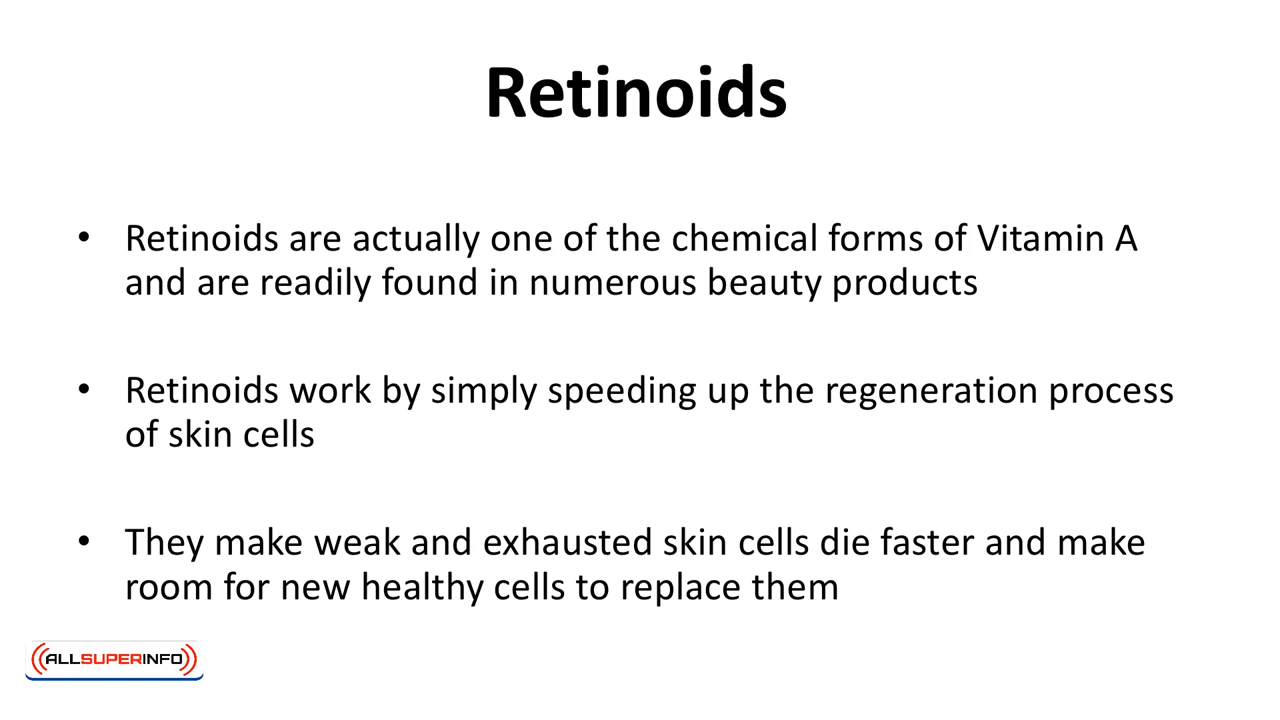 Retinoids
• Retinoids are actually one of the chemical forms of Vitamin A
and are readily found in numerous beauty products
• Retinoids work by simply speeding up the regeneration process
of skin cells
• They make weak and exhausted skin cells die faster and make
room for new healthy cells to replace them
ALLSUPERINFO